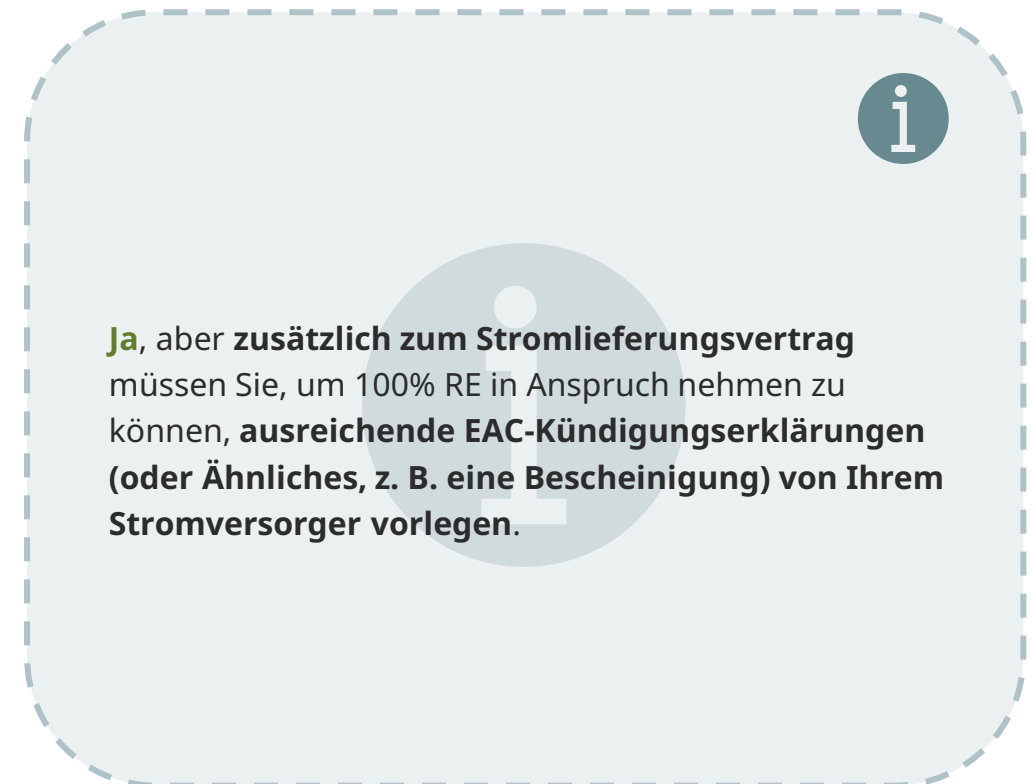 Ja, aber zusätzlich zum Stromlieferungsvertrag
müssen Sie, um 100% RE in Anspruch nehmen zu
können, ausreichende EAC-Kündigungserklärungen
(oder Ähnliches, z. B. eine Bescheinigung) von Ihrem
Stromversorger vorlegen.